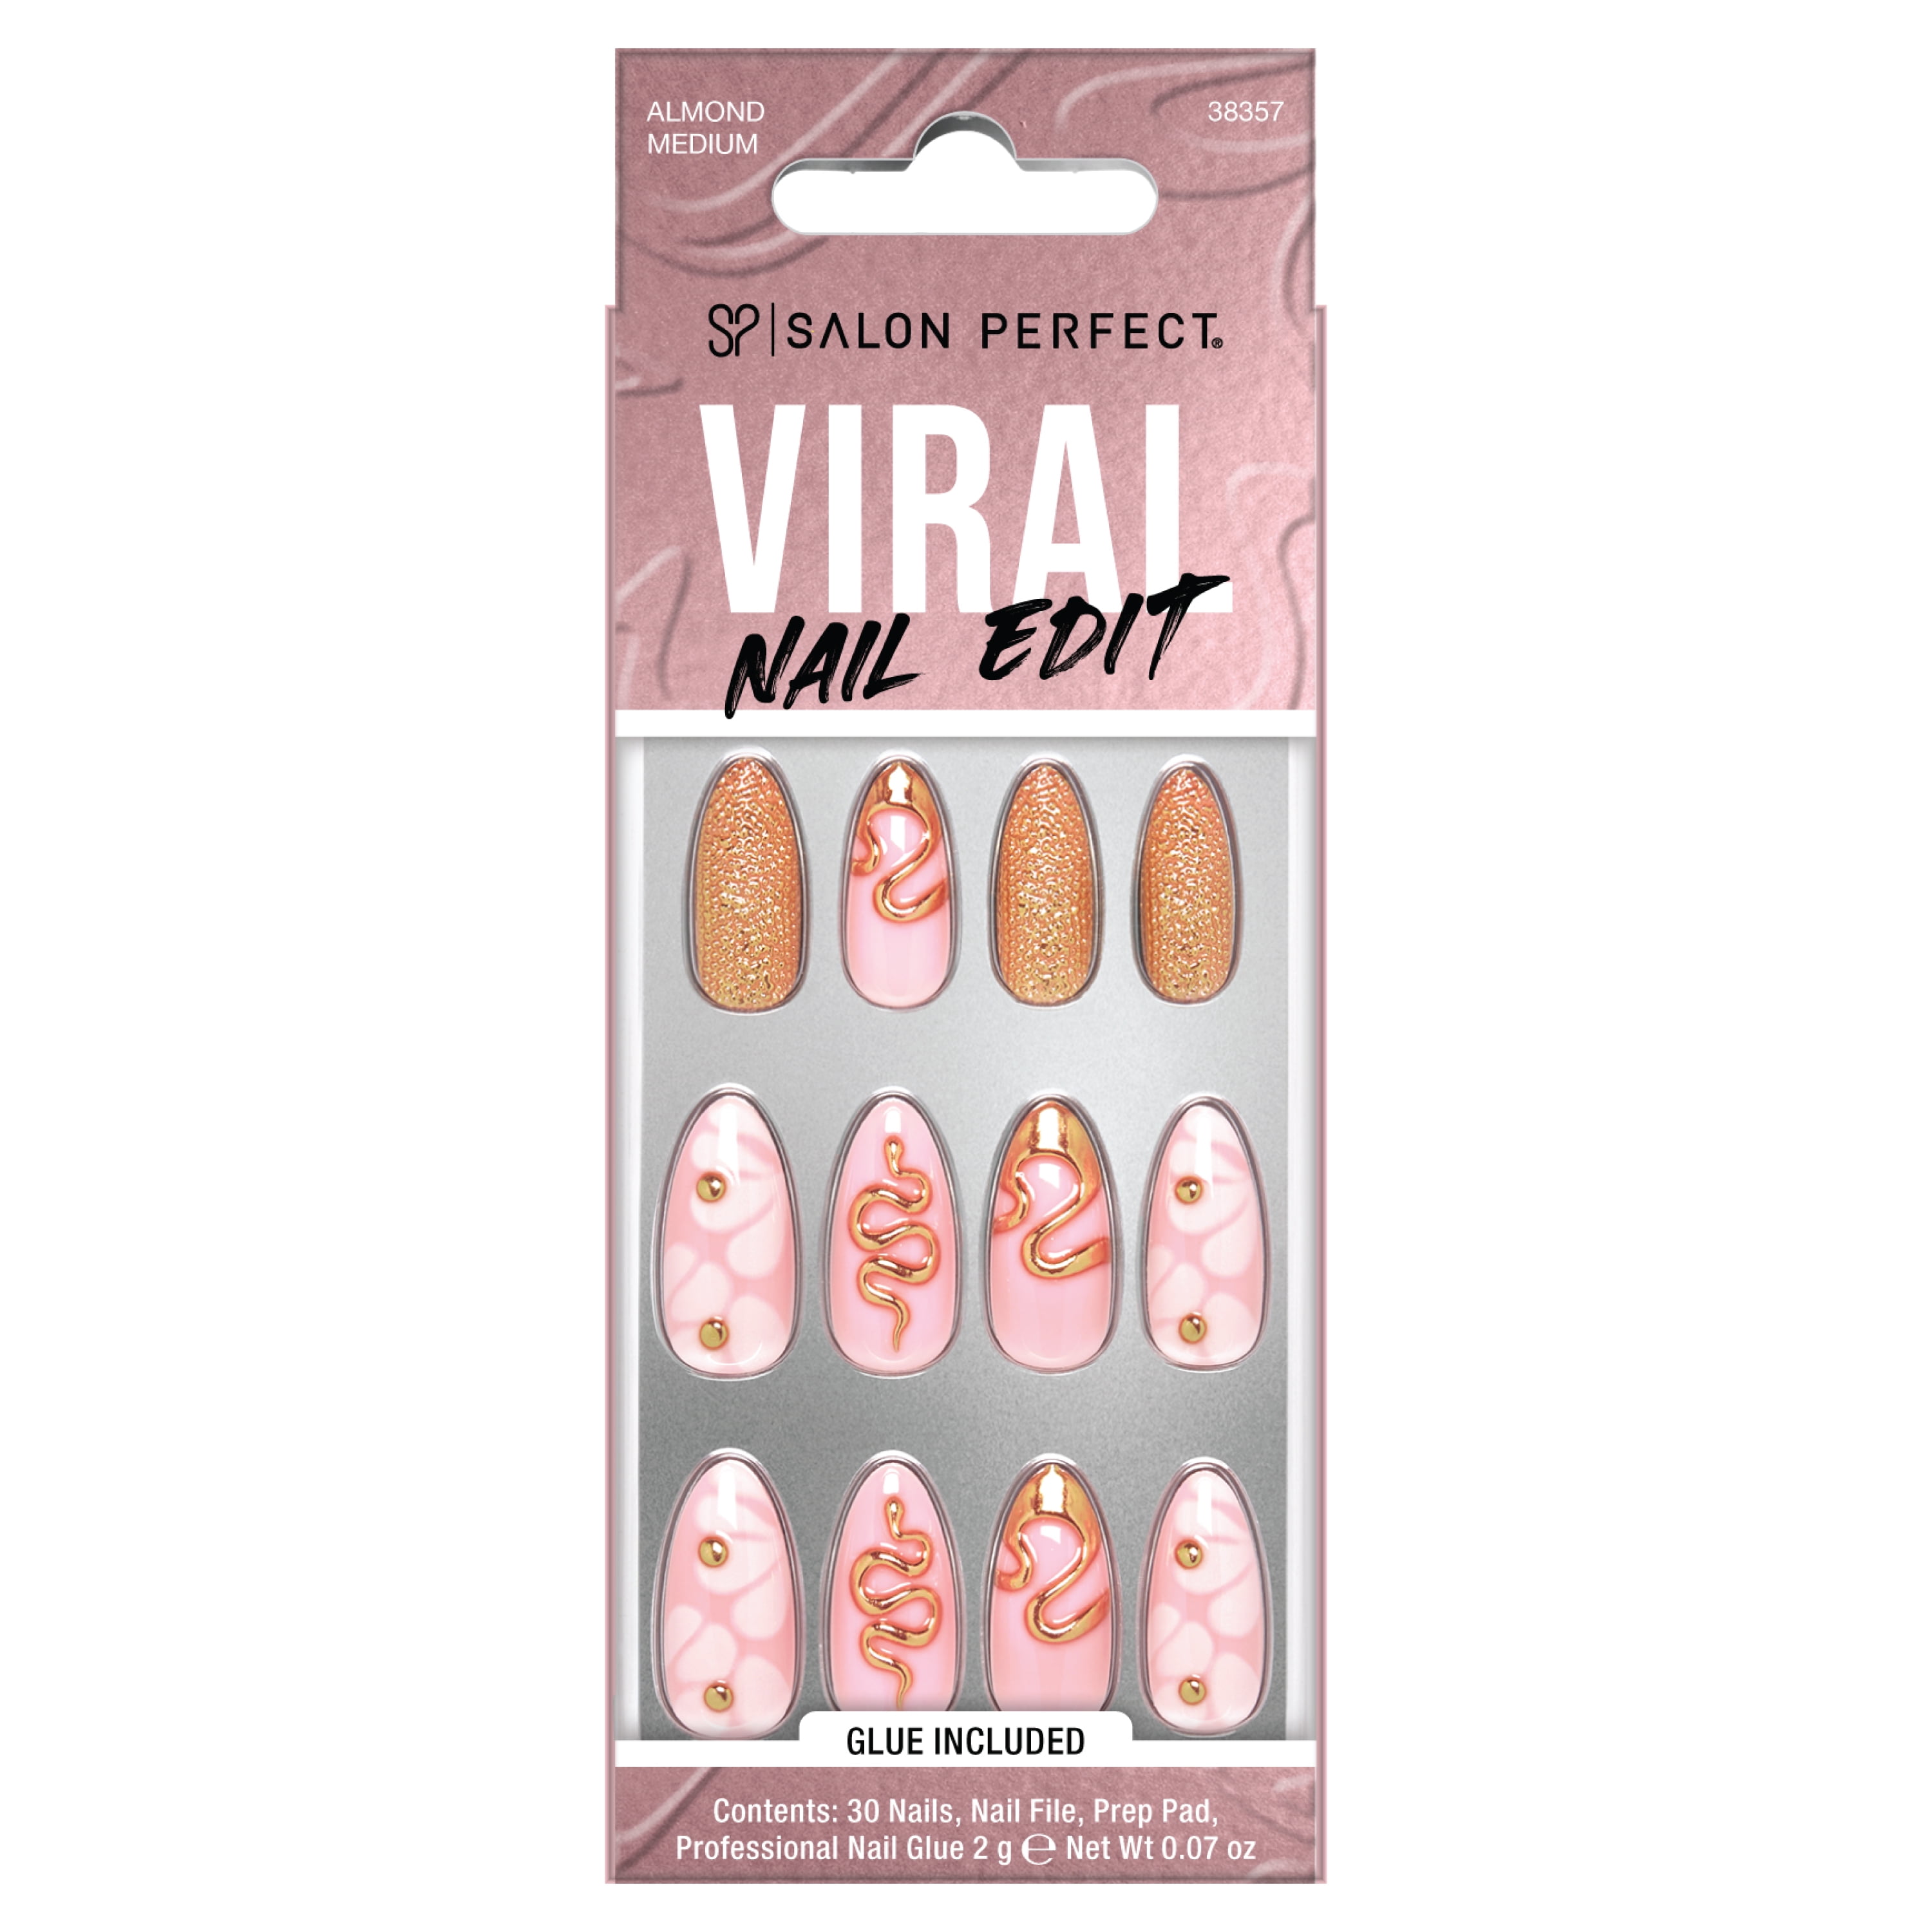 ALMOND
MEDIUM
38357
SP | SALON PERFECT®
VIRAL
NAIL EDIT
GLUE INCLUDED
Contents: 30 Nails, Nail File, Prep Pad,
Professional Nail Glue 2 g ℮ Net Wt 0.07 oz